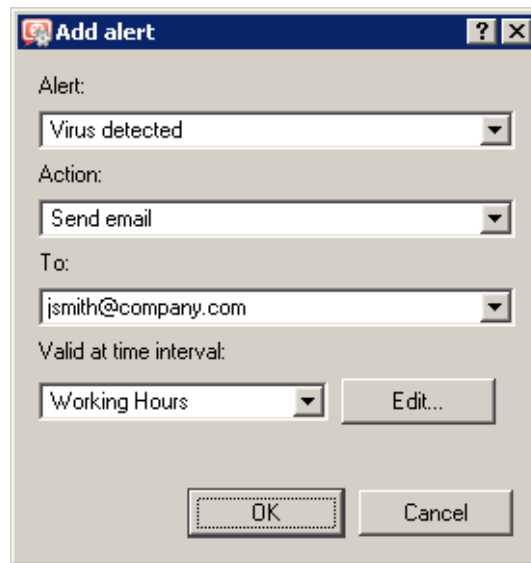 Add alert
Alert:
Virus detected
Action:
Send email
To:
jsmith@company.com
Valid at time interval:
Working Hours
Edit...
OK
Cancel